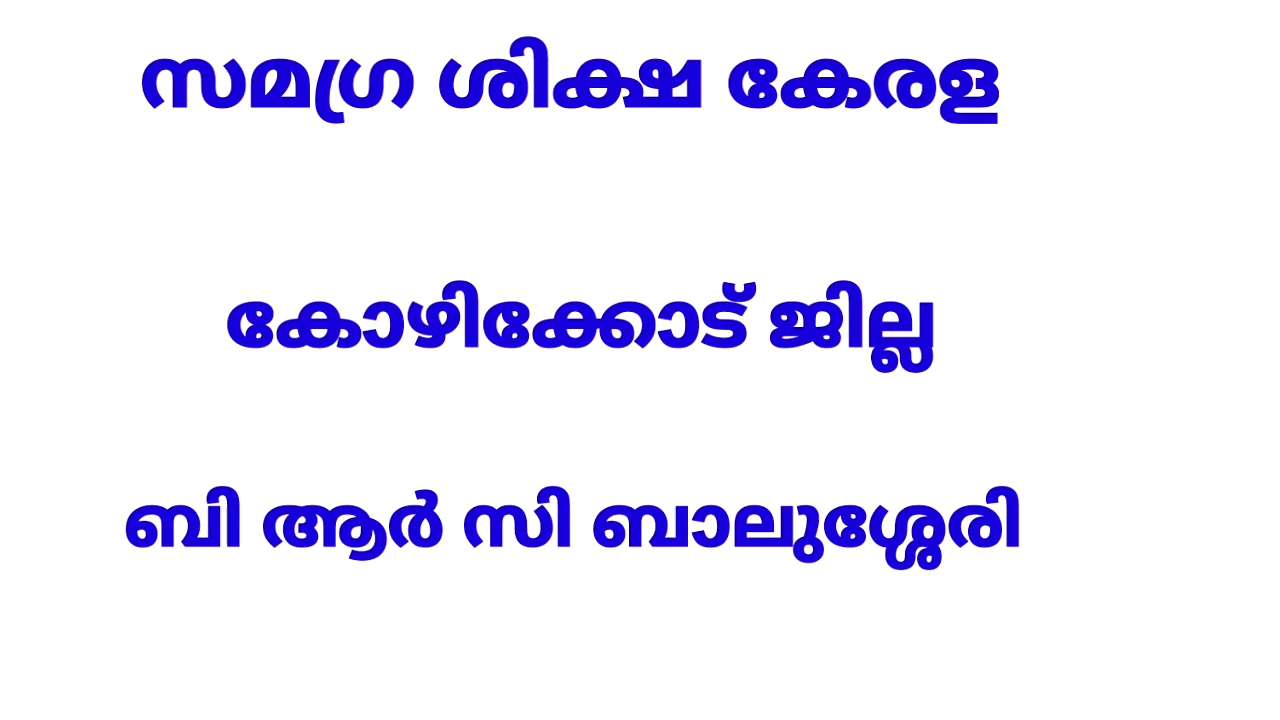 സമഗ്ര ശിക്ഷ കേരള
കോഴിക്കോട് ജില്ല
ബി ആർ സി ബാലുശ്ശേരി